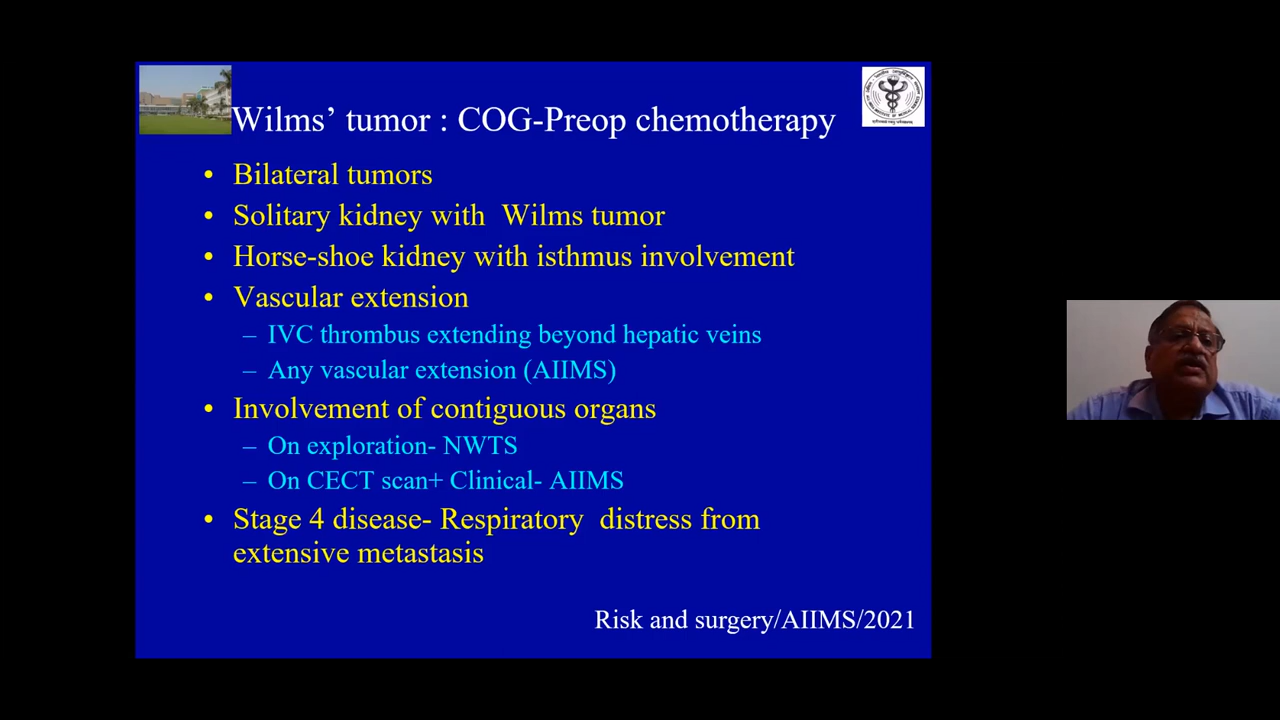 Wilms’ tumor : COG-Preop chemotherapy
• Bilateral tumors
• Solitary kidney with Wilms tumor
• Horse-shoe kidney with isthmus involvement
• Vascular extension
– IVC thrombus extending beyond hepatic veins
– Any vascular extension (AIIMS)
• Involvement of contiguous organs
– On exploration- NWTS
– On CECT scan+ Clinical- AIIMS
• Stage 4 disease- Respiratory distress from
extensive metastasis
Risk and surgery/AIIMS/2021